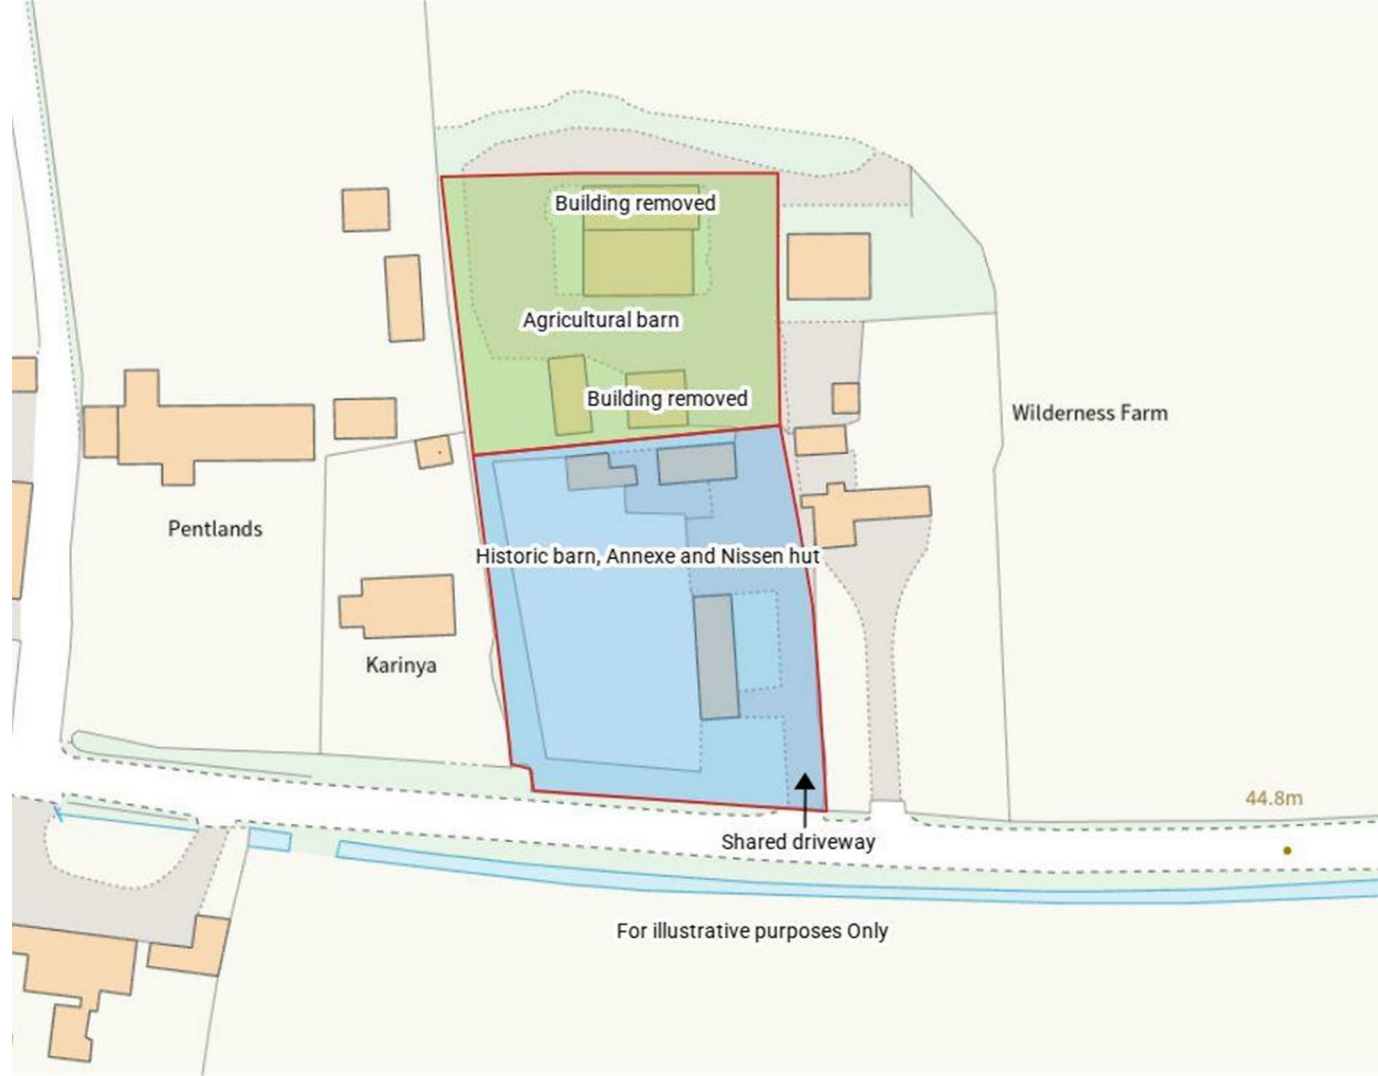 Building removed
Agricultural barn
Building removed
Wilderness Farm
Pentlands
Historic barn, Annexe and Nissen hut
Karinya
44.8m
Shared driveway
For illustrative purposes Only